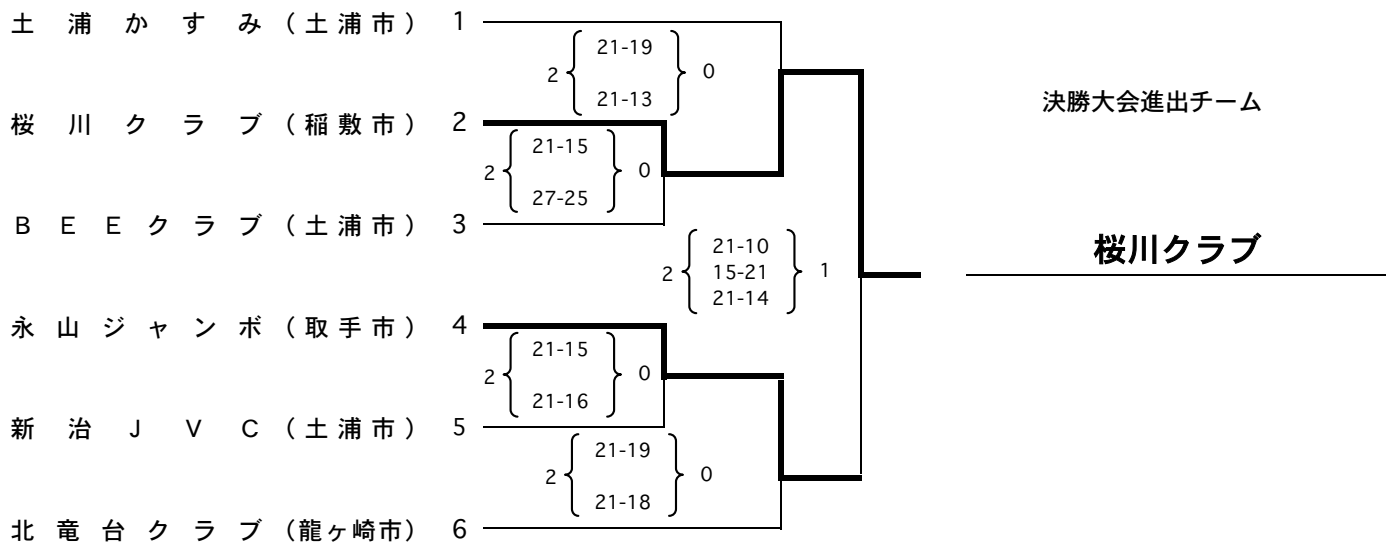 土浦かすみ（土浦市） 1
2 { 21-19 } 0
21-13
決勝大会進出チーム
桜川クラブ（稲敷市） 2
2 { 21-15 } 0
27-25
BEEクラブ（土浦市） 3
21-10
2 { 15-21 } 1
21-14
桜川クラブ
永山ジャンボ（取手市） 4
2 { 21-15 } 0
21-16
新治JVC（土浦市） 5
2 { 21-19 } 0
21-18
北竜台クラブ（龍ヶ崎市） 6